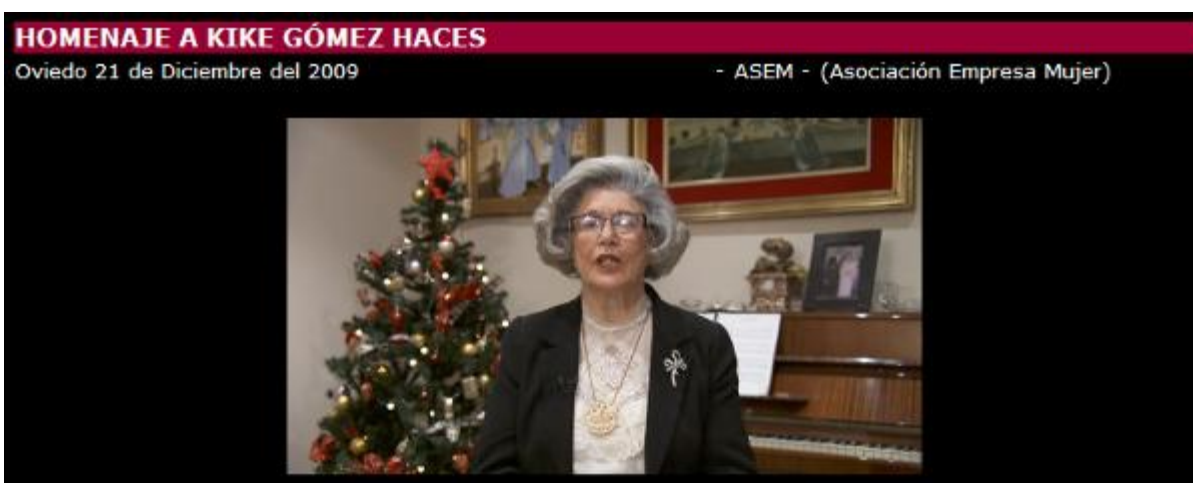 HOMENAJE A KIKE GÓMEZ HACES
Oviedo 21 de Diciembre del 2009 - ASEM - (Asociación Empresa Mujer)